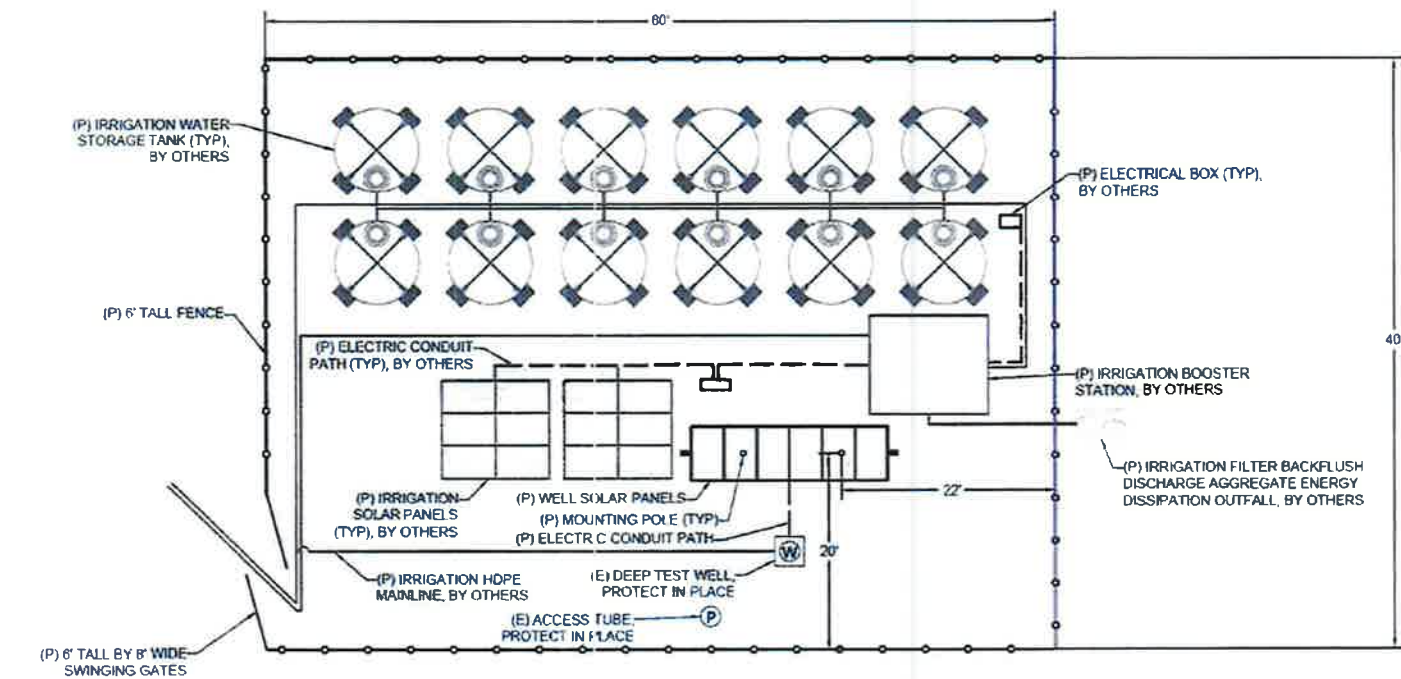 60'
(P) IRRIGATION WATER
STORAGE TANK (TYP),
BY OTHERS
(P) ELECTRICAL BOX (TYP),
BY OTHERS
(P) 6' TALL FENCE
40'
(P) ELECTRIC CONDUIT
PATH (TYP), BY OTHERS
(P) IRRIGATION BOOSTER
STATION, BY OTHERS
(P) IRRIGATION FILTER BACKFLUSH
DISCHARGE AGGREGATE ENERGY
DISSIPATION OUTFALL, BY OTHERS
(P) IRRIGATION
SOLAR PANELS
(TYP), BY OTHERS
(P) WELL SOLAR PANELS
22'
(P) MOUNTING POLE (TYP)
(P) ELECTRIC CONDUIT PATH
W
20'
(P) IRRIGATION HDPE
MAINLINE, BY OTHERS
(E) DEEP TEST WELL,
PROTECT IN PLACE
(E) ACCESS TUBE,
PROTECT IN PLACE
P
(P) 6' TALL BY 8' WIDE
SWINGING GATES